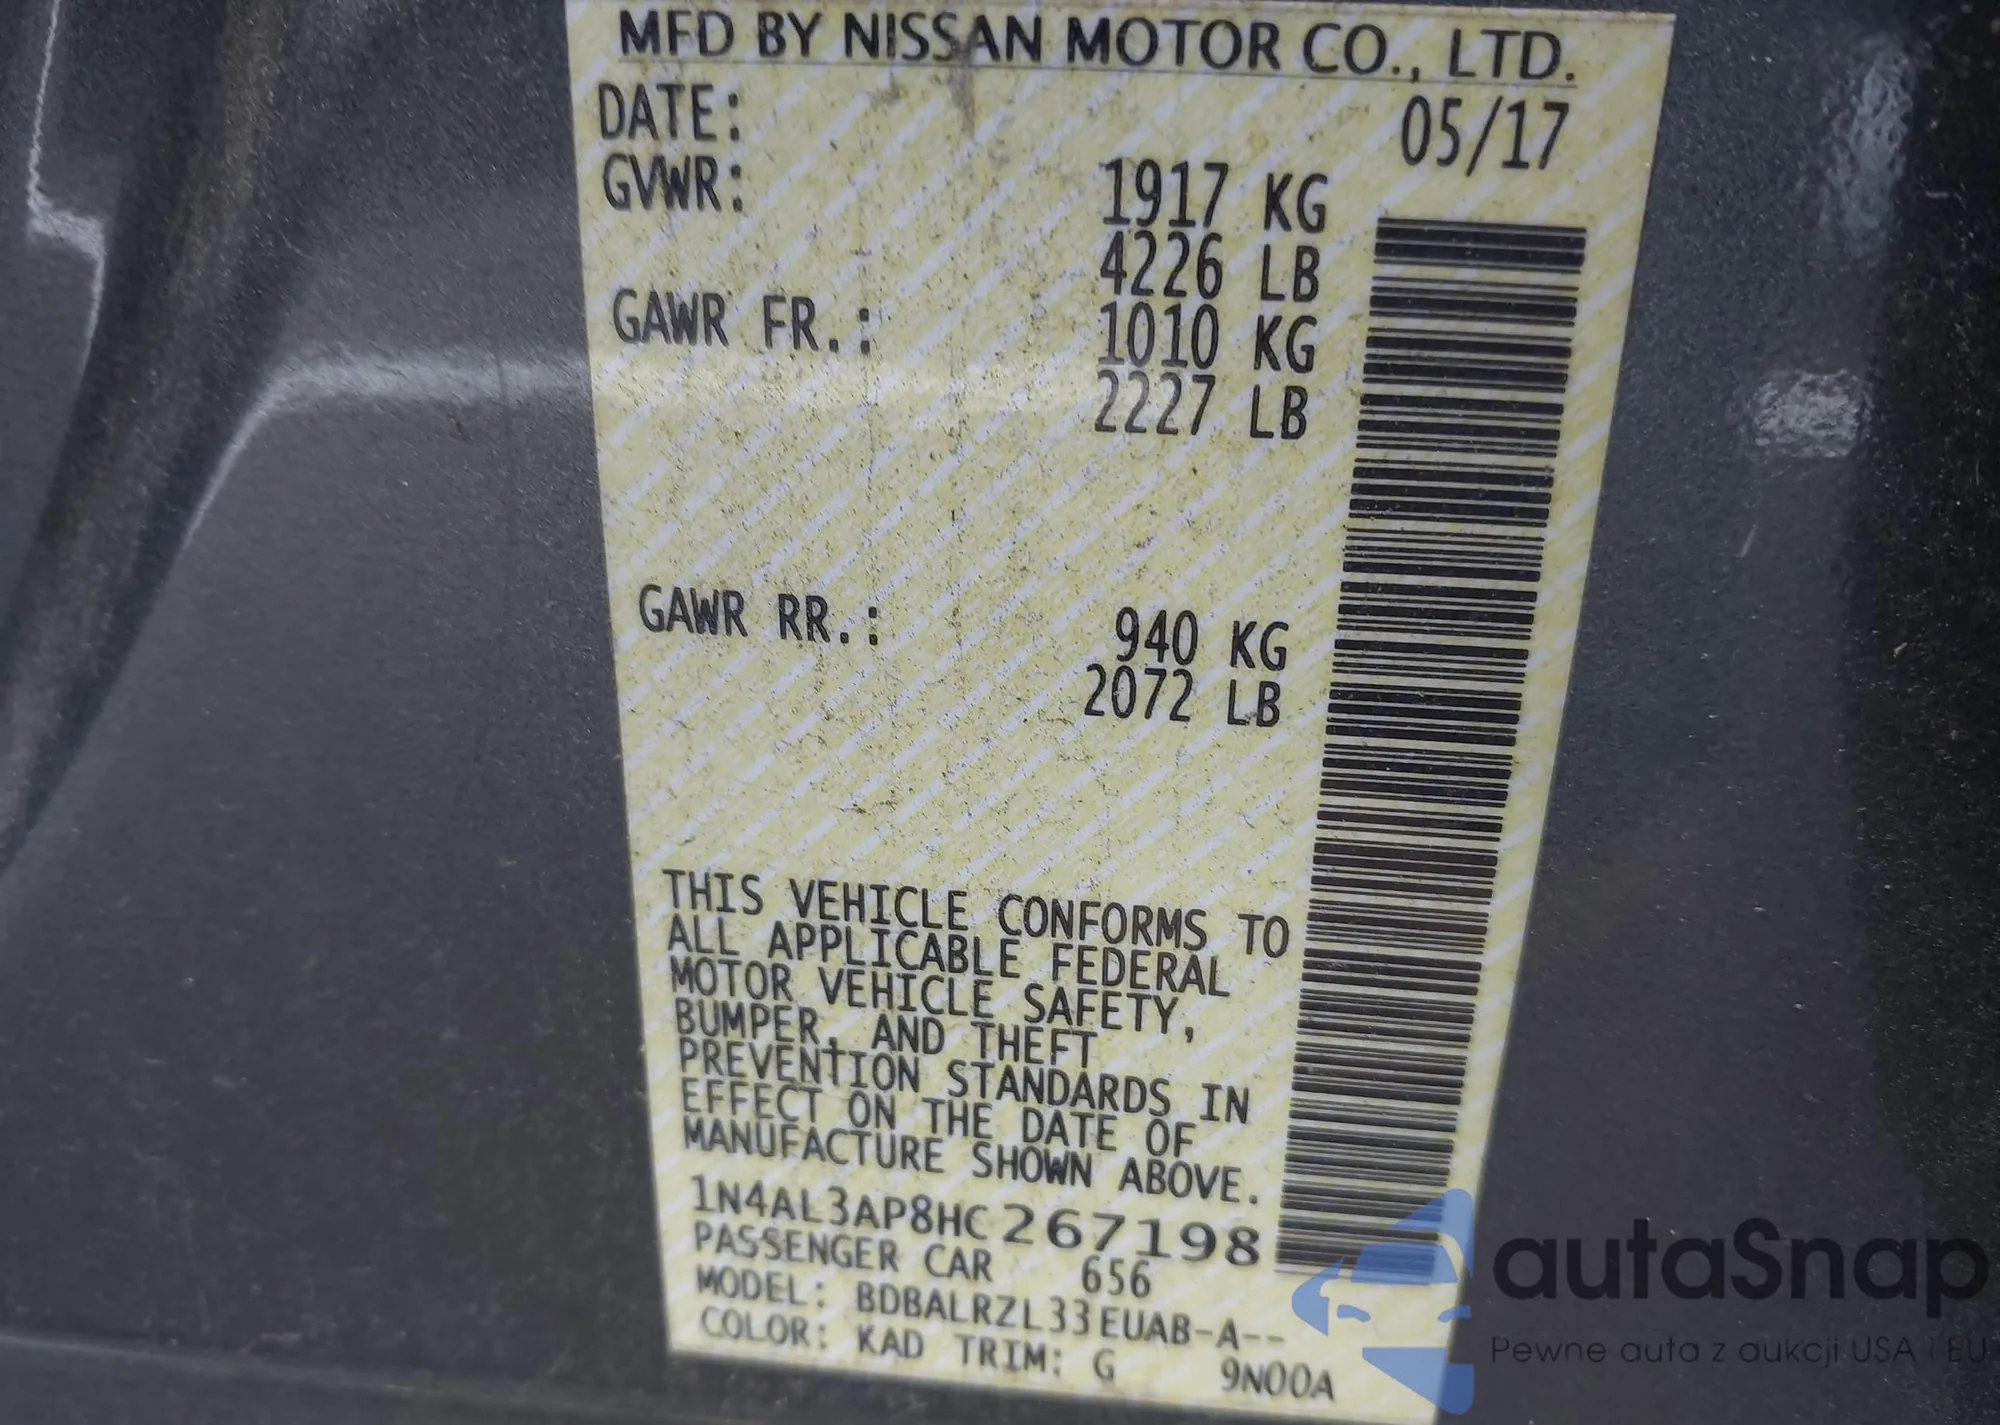 MFD BY NISSAN MOTOR CO., LTD.
DATE: 05/17
GVWR: 1917 KG
4226 LB
GAWR FR.: 1010 KG
2227 LB
GAWR RR.: 940 KG
2072 LB
THIS VEHICLE CONFORMS TO
ALL APPLICABLE FEDERAL
MOTOR VEHICLE SAFETY,
BUMPER, AND THEFT
PREVENTION STANDARDS IN
EFFECT ON THE DATE OF
MANUFACTURE SHOWN ABOVE.
1N4AL3AP8HC267198
PASSENGER CAR 656
MODEL: BDBALRZL33EUAB-A--
COLOR: KAD TRIM: G 9N00A
autaSnap
Pewne auta z aukcji USA i EU